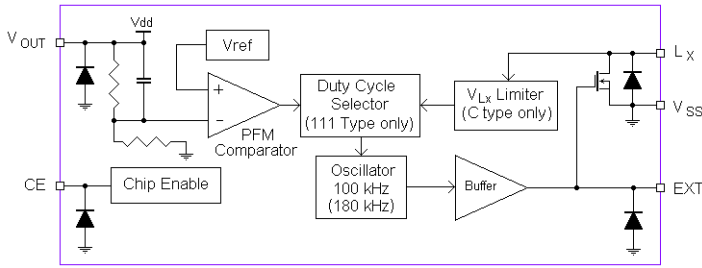 Vdd
V OUT
Vref
+
−
PFM
Comparator
Duty Cycle
Selector
(111 Type only)
VLx Limiter
(C type only)
LX
VSS
CE
Chip Enable
Oscillator
100 kHz
(180 kHz)
Buffer
EXT